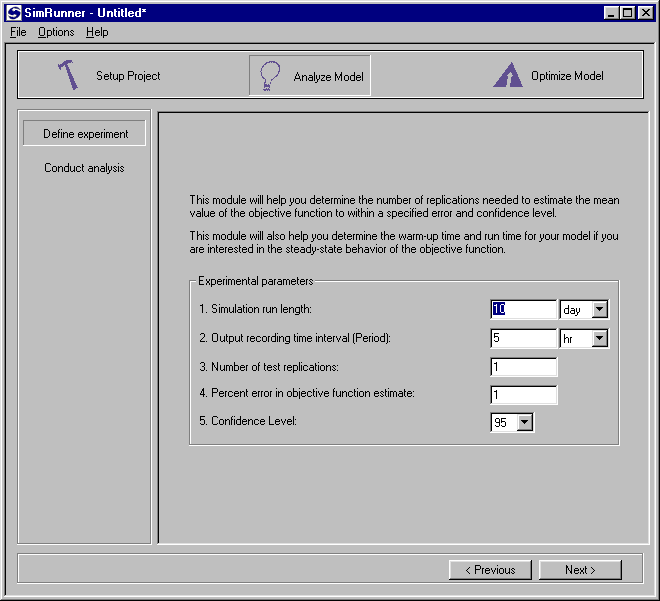 SimRunner - Untitled*
File Options Help
Setup Project
Analyze Model
Optimize Model
Define experiment
Conduct analysis
This module will help you determine the number of replications needed to estimate the mean
value of the objective function to within a specified error and confidence level.
This module will also help you determine the warm-up time and run time for your model if you
are interested in the steady-state behavior of the objective function.
Experimental parameters
1. Simulation run length: 10 day
2. Output recording time interval (Period): 5 hr
3. Number of test replications: 1
4. Percent error in objective function estimate: 1
5. Confidence Level: 95
< Previous Next >